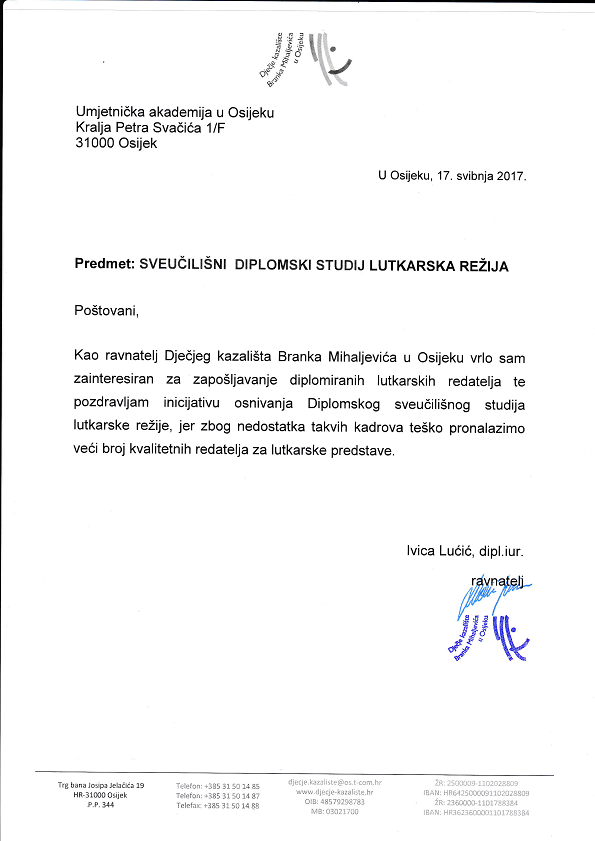 Dječje kazalište
Branka Mihaljevića
u Osijeku
Umjetnička akademija u Osijeku
Kralja Petra Svačića 1/F
31000 Osijek
U Osijeku, 17. svibnja 2017.
Predmet: SVEUČILIŠNI DIPLOMSKI STUDIJ LUTKARSKA REŽIJA
Poštovani,
Kao ravnatelj Dječjeg kazališta Branka Mihaljevića u Osijeku vrlo sam
zainteresiran za zapošljavanje diplomiranih lutkarskih redatelja te
pozdravljam inicijativu osnivanja Diplomskog sveučilišnog studija
lutkarske režije, jer zbog nedostatka takvih kadrova teško pronalazimo
veći broj kvalitetnih redatelja za lutkarske predstave.
Ivica Lučić, dipl.iur.
ravnatelj
Dječje kazalište
Branka Mihaljevića
u Osijeku
Trg bana Josipa Jelačića 19
HR-31000 Osijek
P.P. 344
Telefon: +385 31 50 14 85
Telefon: +385 31 50 14 87
Telefax: +385 31 50 14 88
djecje.kazaliste@os.t-com.hr
www.djecje-kazaliste.hr
OIB: 48579298783
MB: 03021700
ŽR: 2500009-1102028809
IBAN: HR6425000091102028809
ŽR: 2360000-1101788384
IBAN: HR3623600001101788384